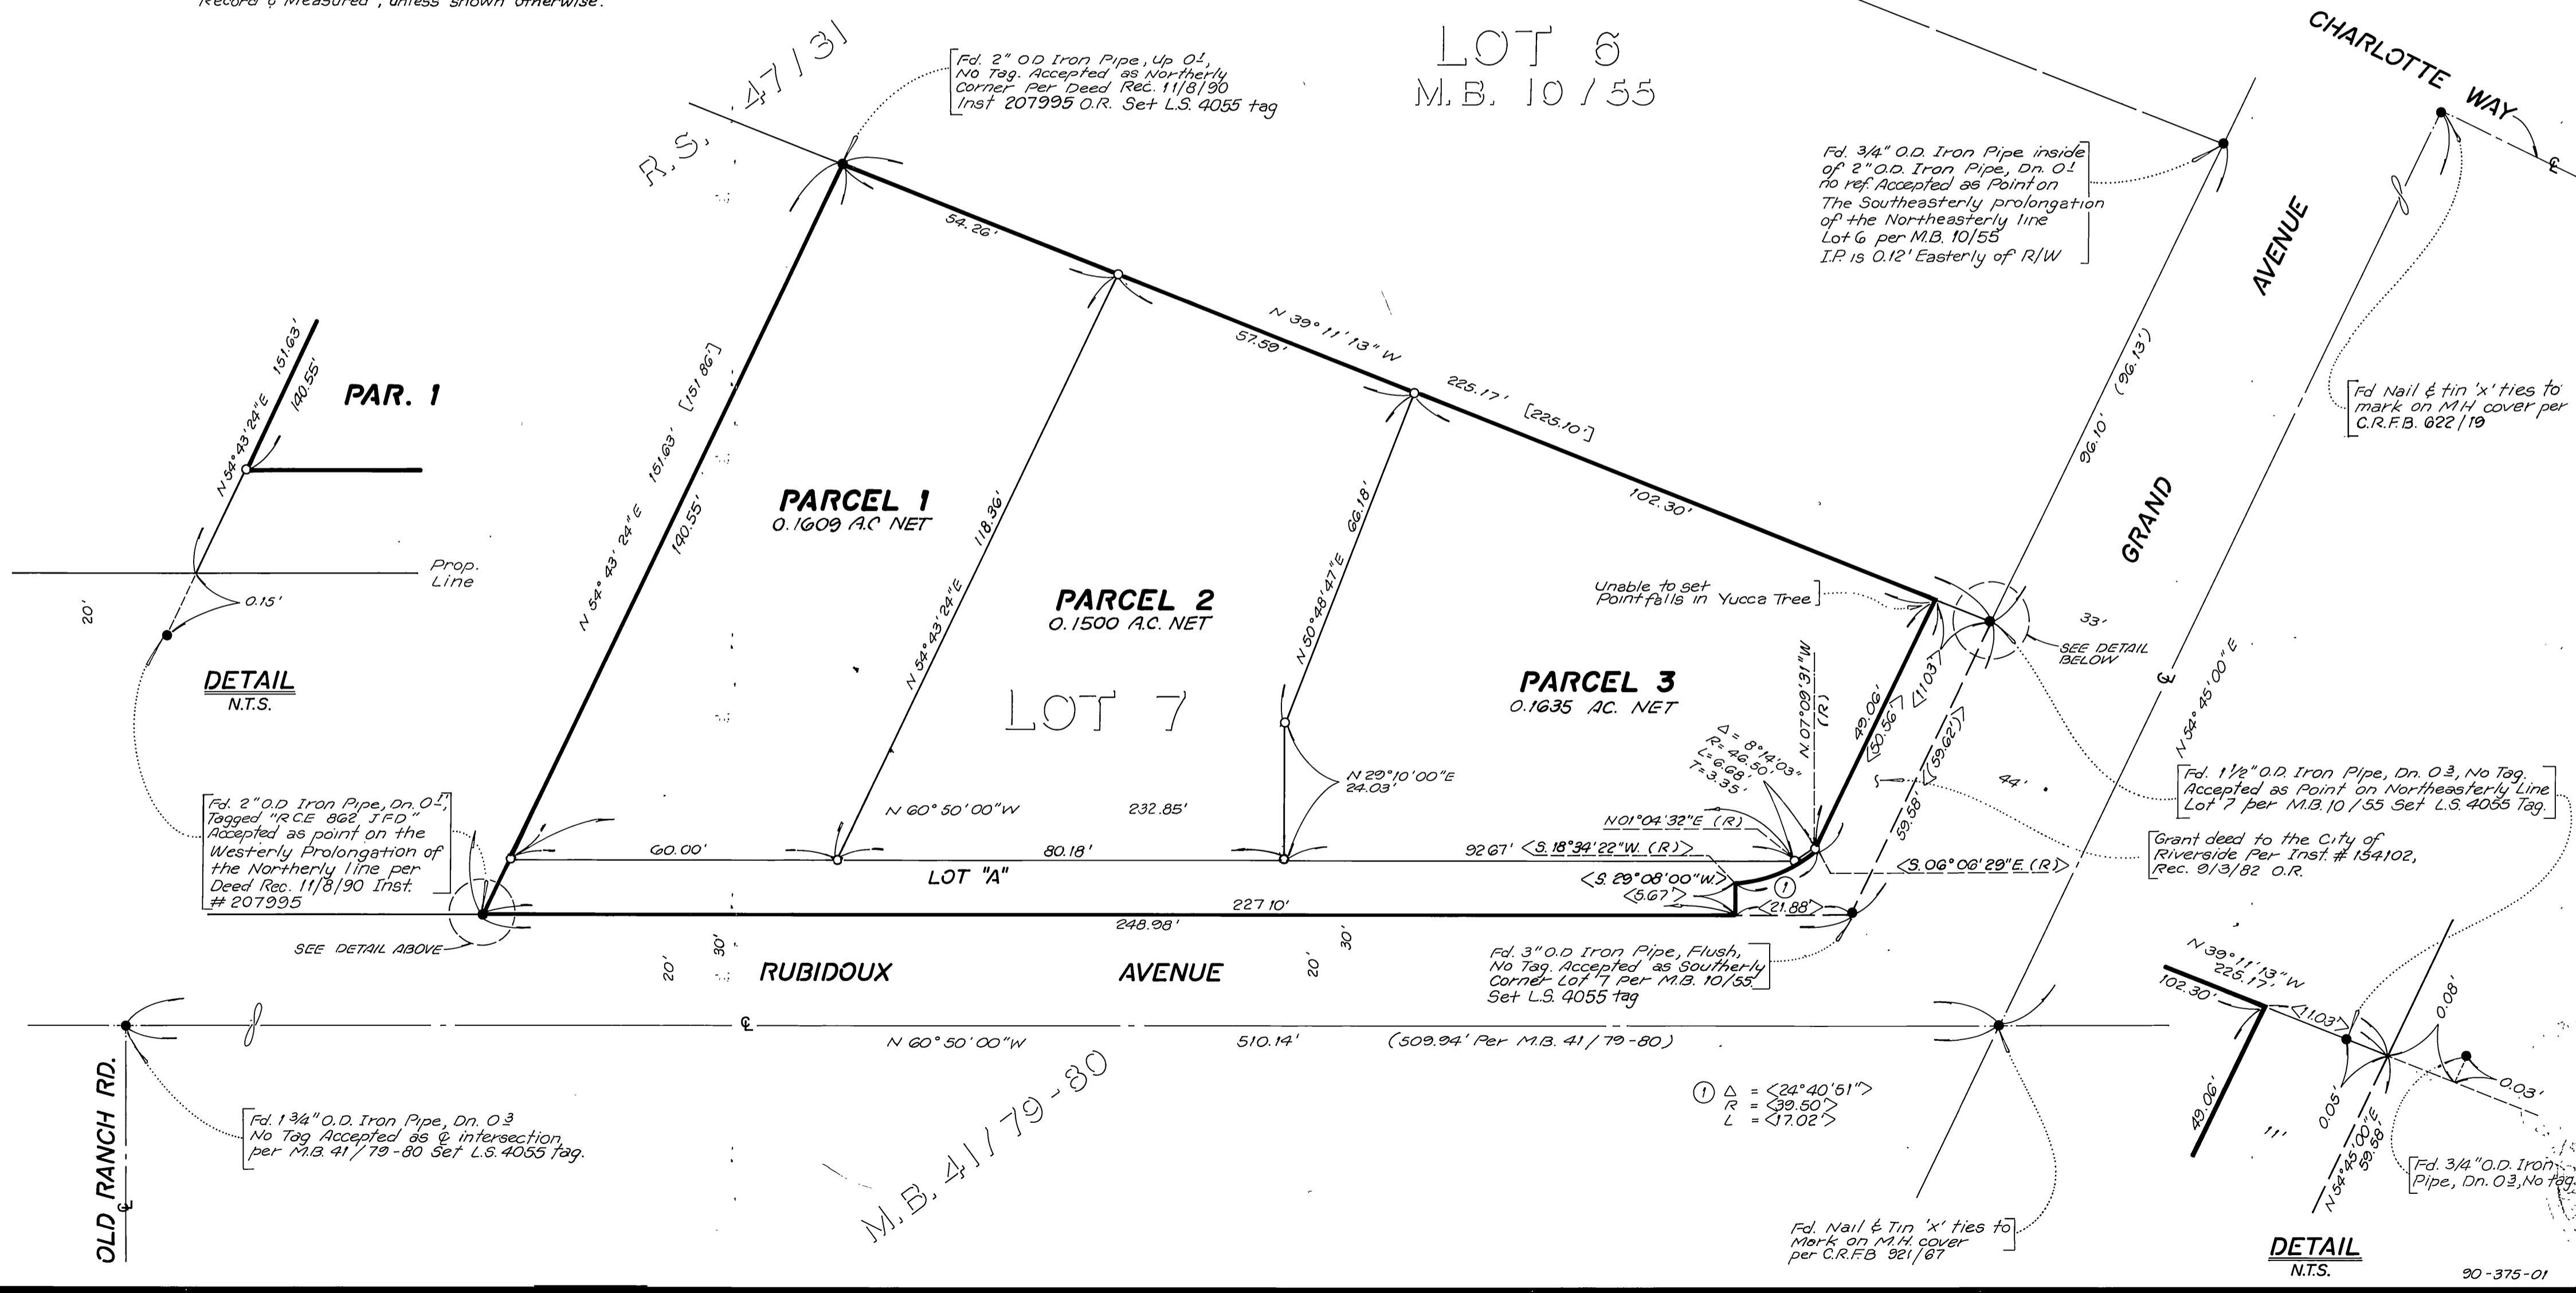 Record & Measured, unless shown otherwise.
R.S. 47/31
Fd. 2" O.D Iron Pipe, Up 0.1,
No Tag. Accepted as Northerly
Corner Per Deed Rec. 11/8/90
Inst 207995 O.R. Set L.S. 4055 tag
LOT 6
M.B. 10/55
CHARLOTTE WAY
℄
Fd. 3/4" O.D. Iron Pipe inside
of 2" O.D. Iron Pipe, Dn. 0.1
no ref. Accepted as Point on
The Southeasterly prolongation
of the Northeasterly line
Lot 6 per M.B. 10/55
I.P. is 0.12' Easterly of R/W
GRAND AVENUE
96.10' (96.13')
Fd Nail & tin 'x' ties to
mark on MH cover per
C.R.F.B. 622/19
54.26'
57.59'
N 39° 11' 13" W
225.17' [225.10']
102.30'
N 54° 43' 24" E 151.63'
140.55'
PAR. 1
Prop.
Line
20'
0.15'
DETAIL
N.T.S.
N 54° 43' 24" E 151.63' [151.86']
140.55'
PARCEL 1
0.1609 A.C NET
118.36'
N 54° 43' 24" E
PARCEL 2
0.1500 A.C. NET
N 50° 48' 47" E 66.18'
LOT 7
PARCEL 3
0.1635 AC. NET
Unable to set
Point falls in Yucca Tree
33'
SEE DETAIL
BELOW
℄
N 54° 45' 00" E
<11.03'>
49.06'
<50.56'>
<59.62'>
59.58'
44'
N.07°09'31"W.
(R)
Δ = 8°14'03"
R= 46.50'
L= 6.68'
T= 3.35'
N 29° 10' 00" E
24.03'
N 60° 50' 00" W 232.85'
Fd. 1 1/2" O.D. Iron Pipe, Dn. 0.3, No Tag.
Accepted as Point on Northeasterly Line
Lot 7 per M.B. 10/55 Set L.S. 4055 Tag.
Grant deed to the City of
Riverside Per Inst. # 154102,
Rec. 9/3/82 O.R.
Fd. 2" O.D Iron Pipe, Dn. 0.1,
Tagged "R.C.E 862 J.F.D"
Accepted as point on the
Westerly Prolongation of
the Northerly line per
Deed Rec. 11/8/90 Inst.
# 207995
N01°04'32"E (R)
60.00'
80.18'
92.67'
<S. 18°34'22"W. (R)>
<S. 06°06'29"E. (R)>
LOT "A"
<S. 29°08'00"W.>
<5.67'>
1
<21.88'>
227.10'
248.98'
SEE DETAIL ABOVE
20'
30'
20'
30'
RUBIDOUX AVENUE
Fd. 3" O.D Iron Pipe, Flush,
No Tag. Accepted as Southerly
Corner Lot 7 Per M.B. 10/55
Set L.S. 4055 tag
℄
N 60° 50' 00" W 510.14' (509.94' Per M.B. 41/79-80)
OLD RANCH RD.
℄
Fd. 1 3/4" O.D. Iron Pipe, Dn. 0.3
No Tag Accepted as ℄ intersection,
per M.B. 41/79-80 Set L.S. 4055 tag.
M.B. 41/79-80
1 Δ = <24°40'51">
R = <39.50'>
L = <17.02'>
Fd. Nail & Tin 'x' ties to
Mark on M.H. cover
per C.R.F.B 921/67
N 39° 11' 13" W
225.17'
102.30'
<11.03'>
0.08'
0.03'
0.05'
49.06'
11'
N 54° 45' 00" E
59.58'
Fd. 3/4" O.D. Iron
Pipe, Dn. 0.3, No tag.
DETAIL
N.T.S.
90-375-01